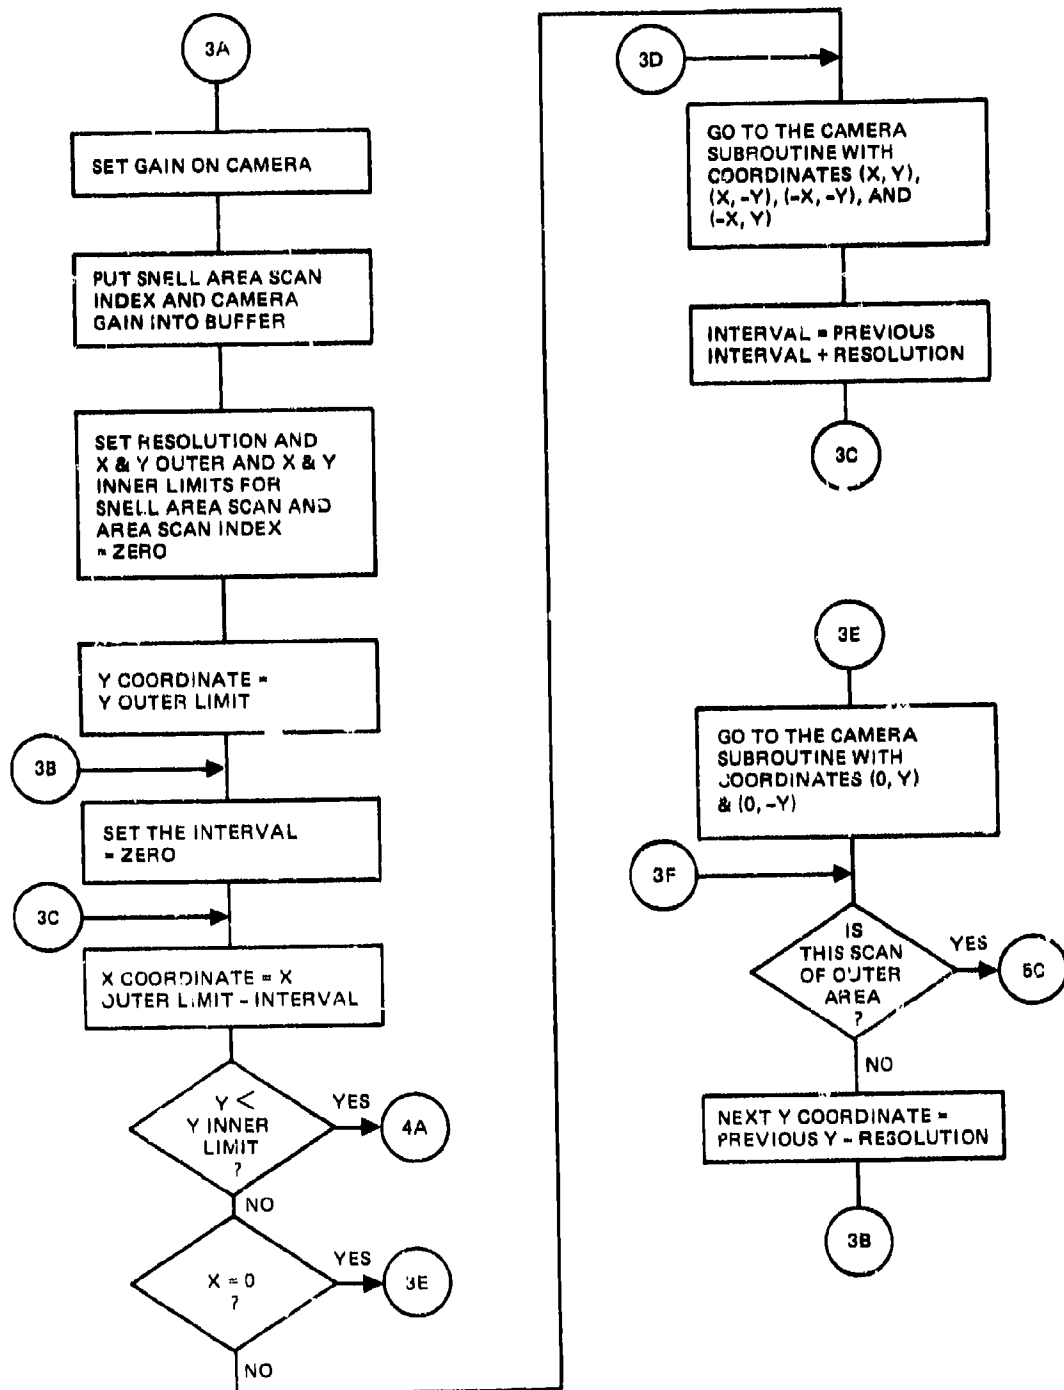 3A
SET GAIN ON CAMERA
PUT SNELL AREA SCAN
INDEX AND CAMERA
GAIN INTO BUFFER
SET RESOLUTION AND
X & Y OUTER AND X & Y
INNER LIMITS FOR
SNELL AREA SCAN AND
AREA SCAN INDEX
= ZERO
Y COORDINATE =
Y OUTER LIMIT
3B
SET THE INTERVAL
= ZERO
3C
X COORDINATE = X
OUTER LIMIT - INTERVAL
Y <
Y INNER
LIMIT
?
YES
4A
NO
X = 0
?
YES
3E
NO
3D
GO TO THE CAMERA
SUBROUTINE WITH
COORDINATES (X, Y),
(X, -Y), (-X, -Y), AND
(-X, Y)
INTERVAL = PREVIOUS
INTERVAL + RESOLUTION
3C
3E
GO TO THE CAMERA
SUBROUTINE WITH
COORDINATES (0, Y)
& (0, -Y)
3F
IS
THIS SCAN
OF OUTER
AREA
?
YES
5C
NO
NEXT Y COORDINATE =
PREVIOUS Y - RESOLUTION
3B